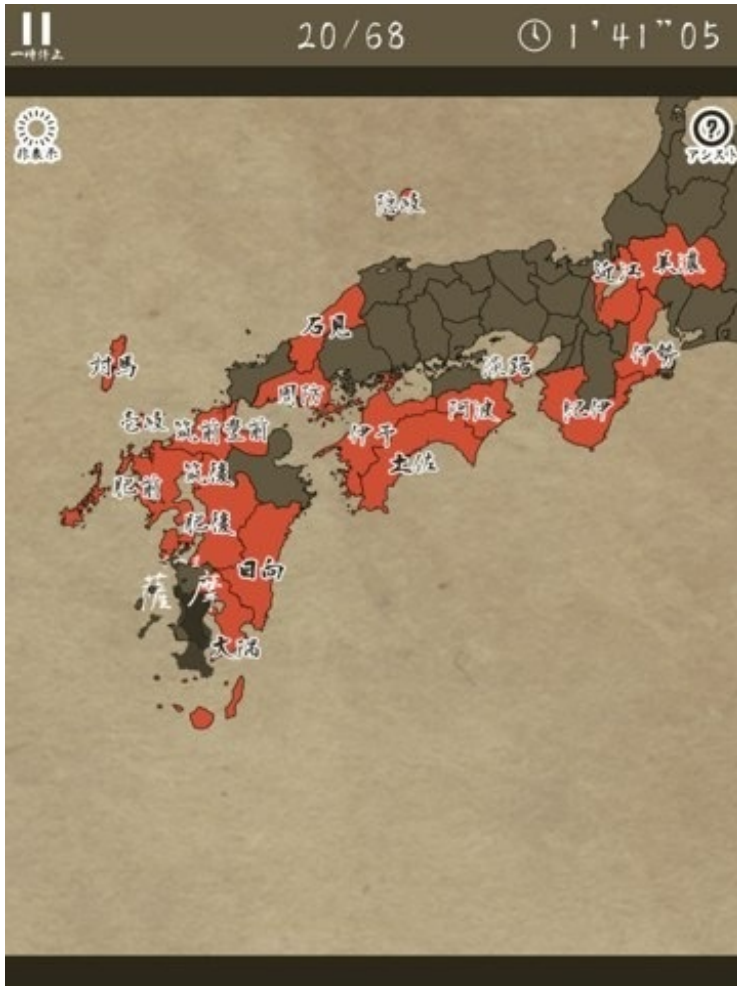 一時停止
20/68
1’41”05
非表示
アシスト
隠岐
近江
美濃
石見
伊勢
対馬
淡路
周防
阿波
紀伊
壱岐
筑前
豊前
伊予
土佐
筑後
肥前
肥後
日向
薩摩
大隅